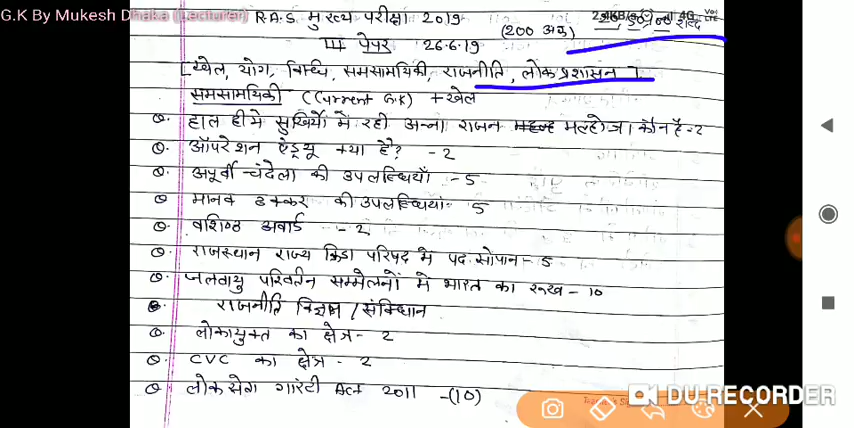 G.K By Mukesh Dhaka (Lecturer)
R.A.S मुख्य परीक्षा 2019
(200 अंक)
III पेपर 26.6.19
[खेल, योग, विधि, समसामयिकी, राजनीति, लोक प्रशासन]
समसामयिकी (Current G.K) + खेल
Q. हाल ही मे सुर्खियों में रही अन्ना राजन मल्होत्रा कौन है - 2
Q. ऑपरेशन ऐंड्रयू क्या है? - 2
Q. अपूर्वी चंदेला की उपलब्धियाँ - 5
Q. मानव ठक्कर की उपलब्धियां 5
Q. वशिष्ठ अवार्ड - 2
Q. राजस्थान राज्य क्रिडा परिषद में पद सोपान - 5
Q. जलवायु परिवर्तन सम्मेलनों में भारत का रूख - 10
राजनीति विज्ञान / संविधान
Q. लोकायुक्त का क्षेत्र - 2
Q. CVC का क्षेत्र - 2
Q. लोक सेवा गारंटी Act 2011 - (10)
DU RECORDER